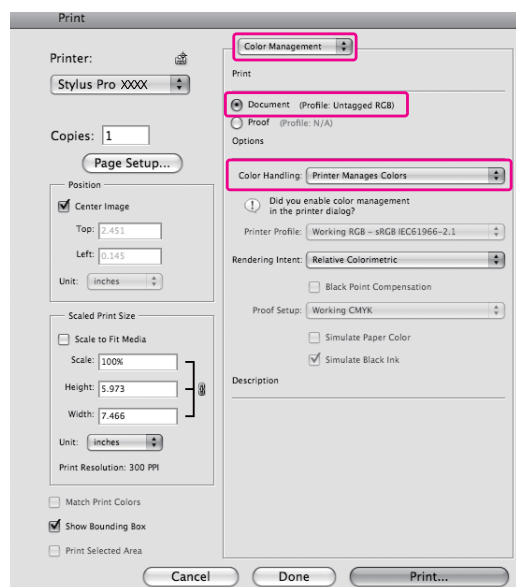 Print
Printer:
Stylus Pro XXXX
Copies: 1
Page Setup...
Position
Center Image
Top: 2.451
Left: 0.145
Unit: inches
Scaled Print Size
Scale to Fit Media
Scale: 100%
Height: 5.973
Width: 7.466
Unit: inches
Print Resolution: 300 PPI
Match Print Colors
Show Bounding Box
Print Selected Area
Color Management
Print
Document (Profile: Untagged RGB)
Proof (Profile: N/A)
Options
Color Handling: Printer Manages Colors
Did you enable color management
in the printer dialog?
Printer Profile: Working RGB - sRGB IEC61966-2.1
Rendering Intent: Relative Colorimetric
Black Point Compensation
Proof Setup: Working CMYK
Simulate Paper Color
Simulate Black Ink
Description
Cancel
Done
Print...